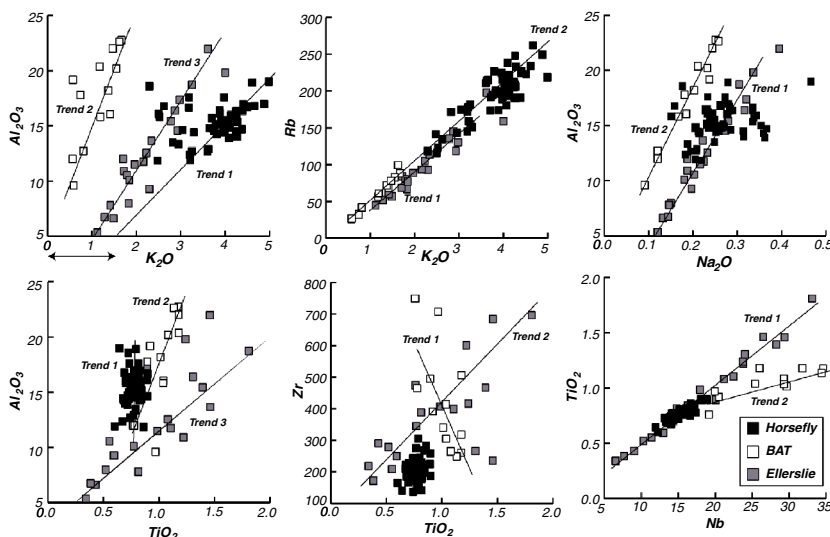 25
20
15
10
5
Al2O3
Trend 2
Trend 3
Trend 1
0 1 2 3 4 5
K2O
300
250
200
150
100
50
0
Rb
Trend 2
Trend 1
0 1 2 3 4 5
K2O
25
20
15
10
5
Al2O3
Trend 2
Trend 1
0.0 0.1 0.2 0.3 0.4 0.5
Na2O
25
20
15
10
5
Al2O3
Trend 2
Trend 1
Trend 3
0.0 0.5 1.0 1.5 2.0
TiO2
800
700
600
500
400
300
200
100
Zr
Trend 1
Trend 2
0.0 0.5 1.0 1.5 2.0
TiO2
2.0
1.5
1.0
0.5
0.0
TiO2
Trend 1
Trend 2
Horsefly
BAT
Ellerslie
5 10 15 20 25 30 35
Nb